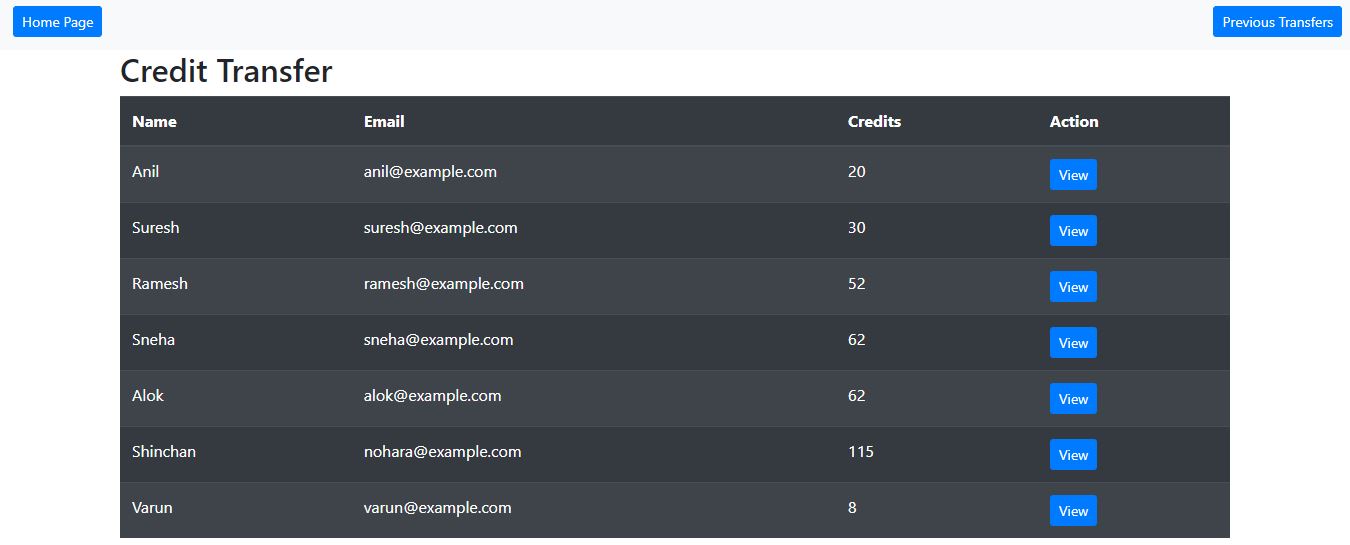 Home Page Previous Transfers
Credit Transfer
Name Email Credits Action
Anil anil@example.com 20 View
Suresh suresh@example.com 30 View
Ramesh ramesh@example.com 52 View
Sneha sneha@example.com 62 View
Alok alok@example.com 62 View
Shinchan nohara@example.com 115 View
Varun varun@example.com 8 View